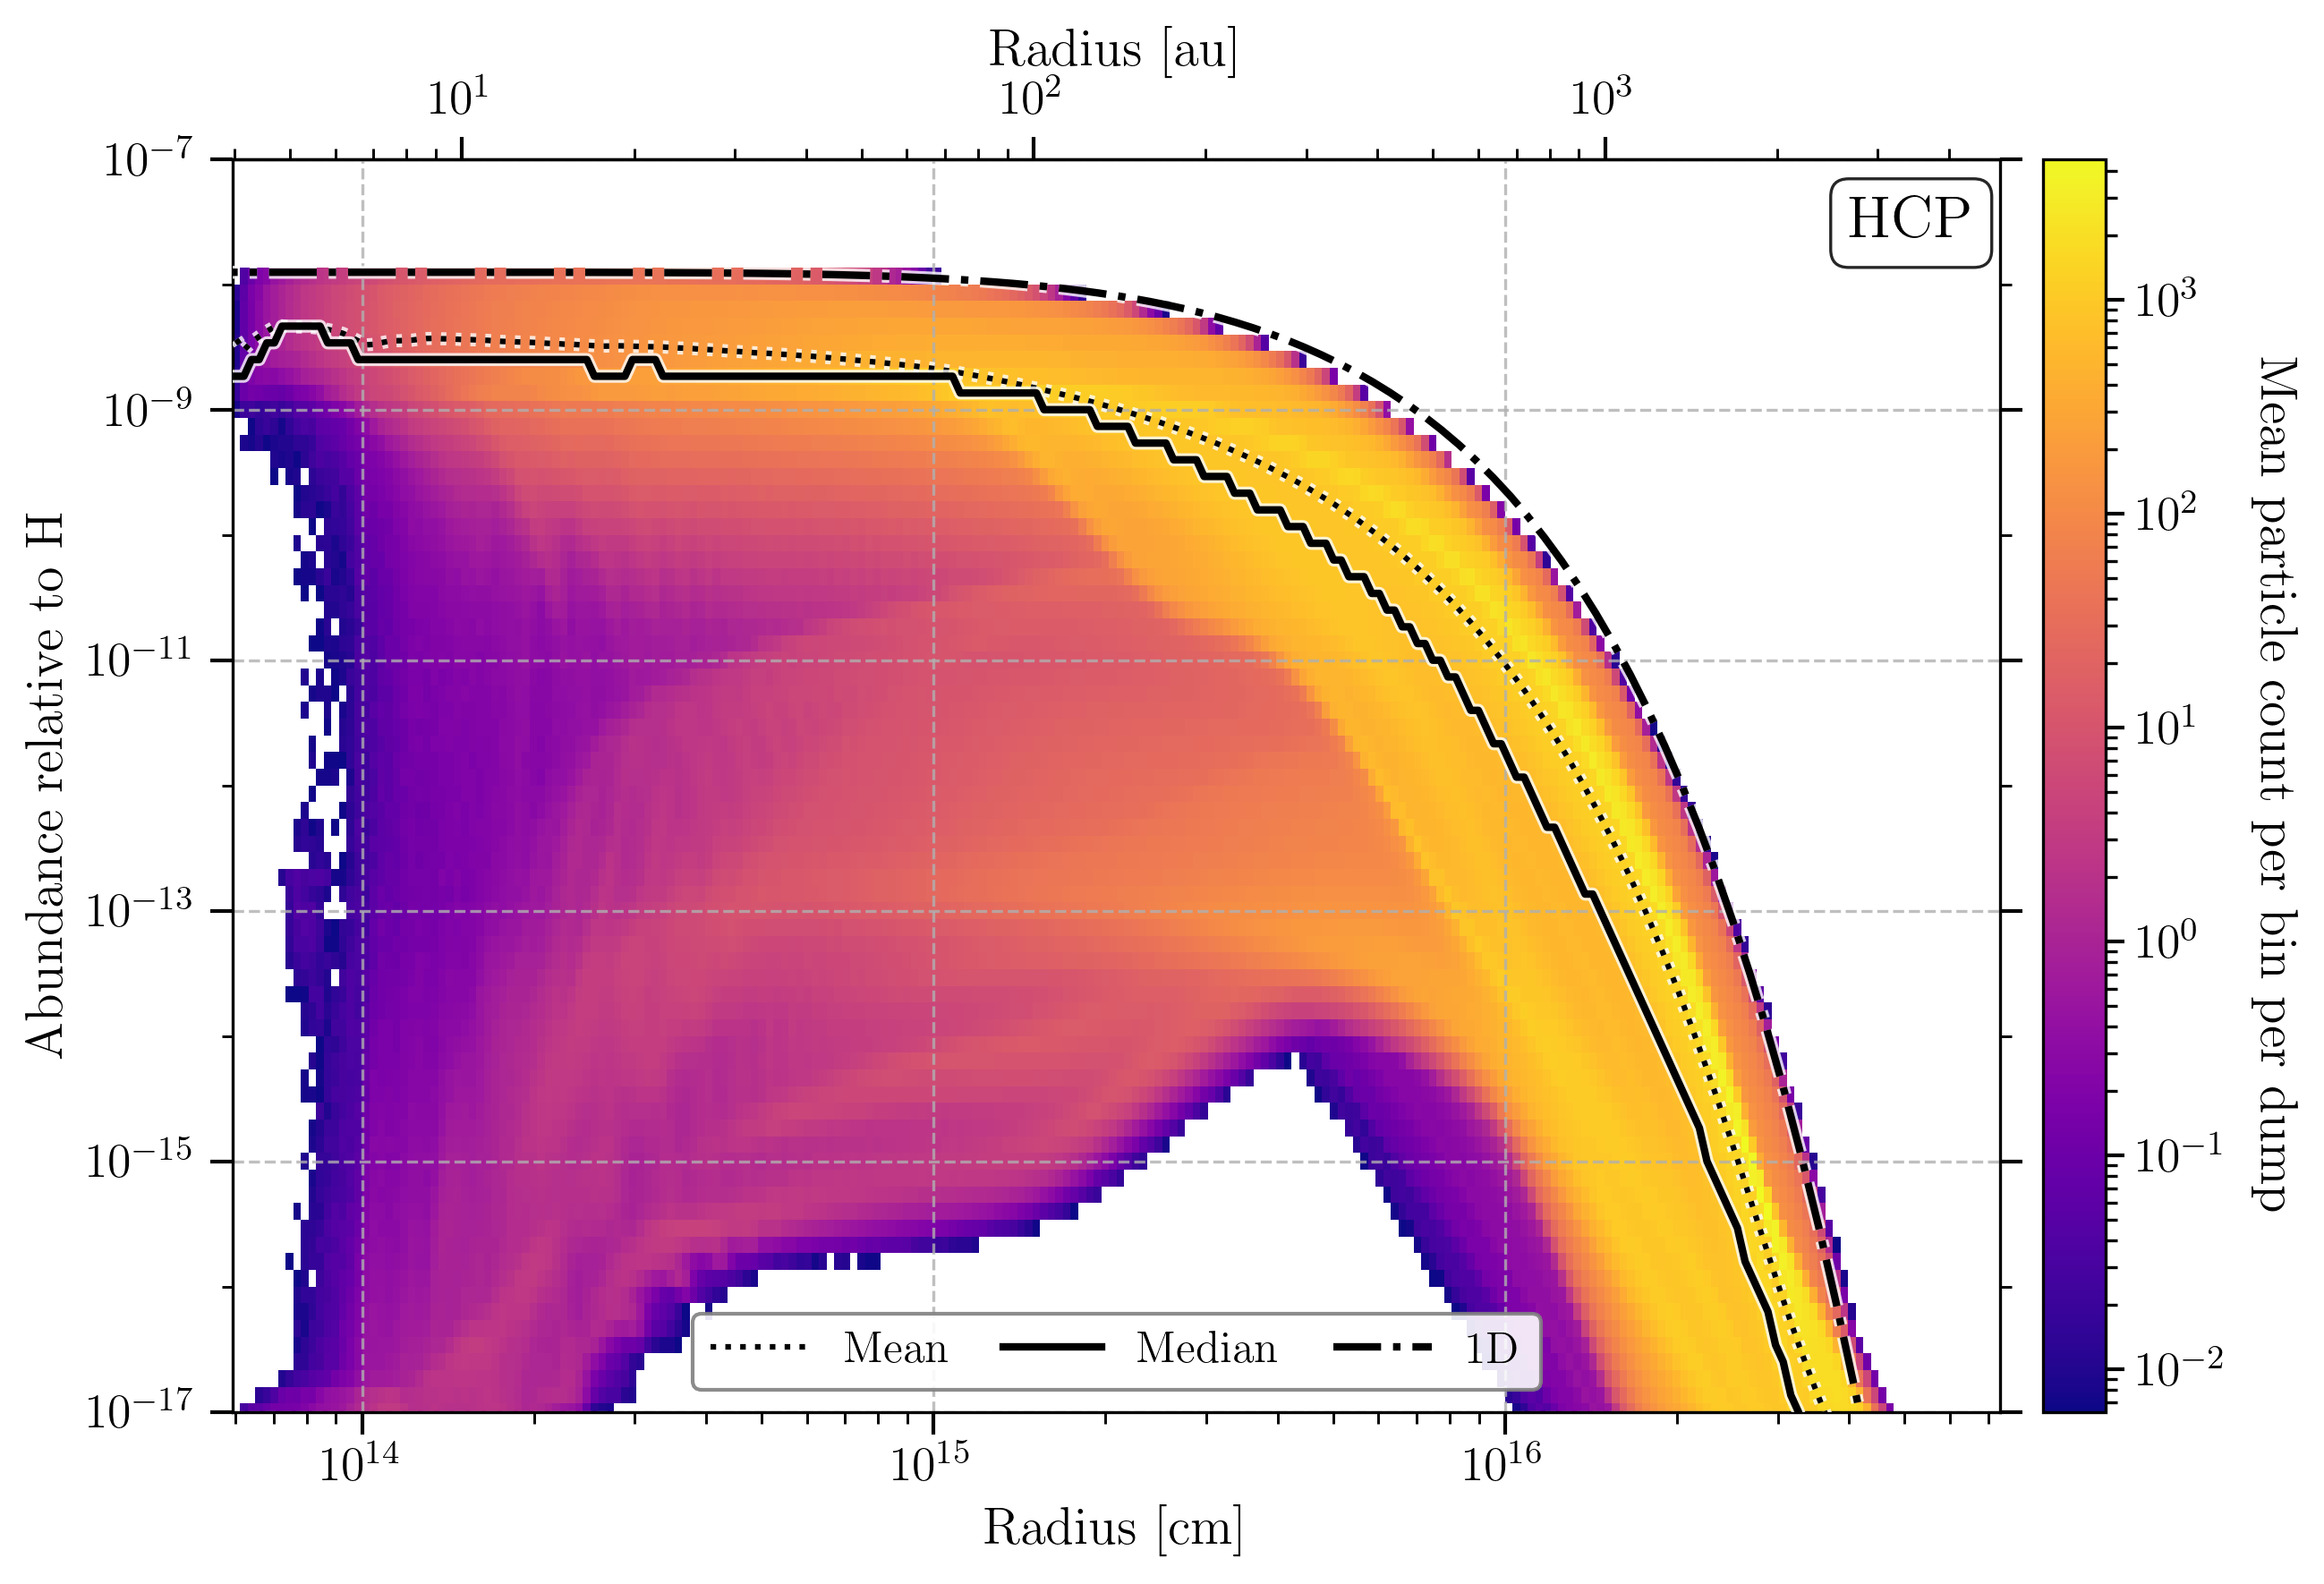 Radius [au]
10^1 10^2 10^3
HCP
10^−7
10^−9
10^−11
10^−13
10^−15
10^−17
Abundance relative to H
Mean Median 1D
10^14 10^15 10^16
Radius [cm]
10^3
10^2
10^1
10^0
10^−1
10^−2
Mean particle count per bin per dump